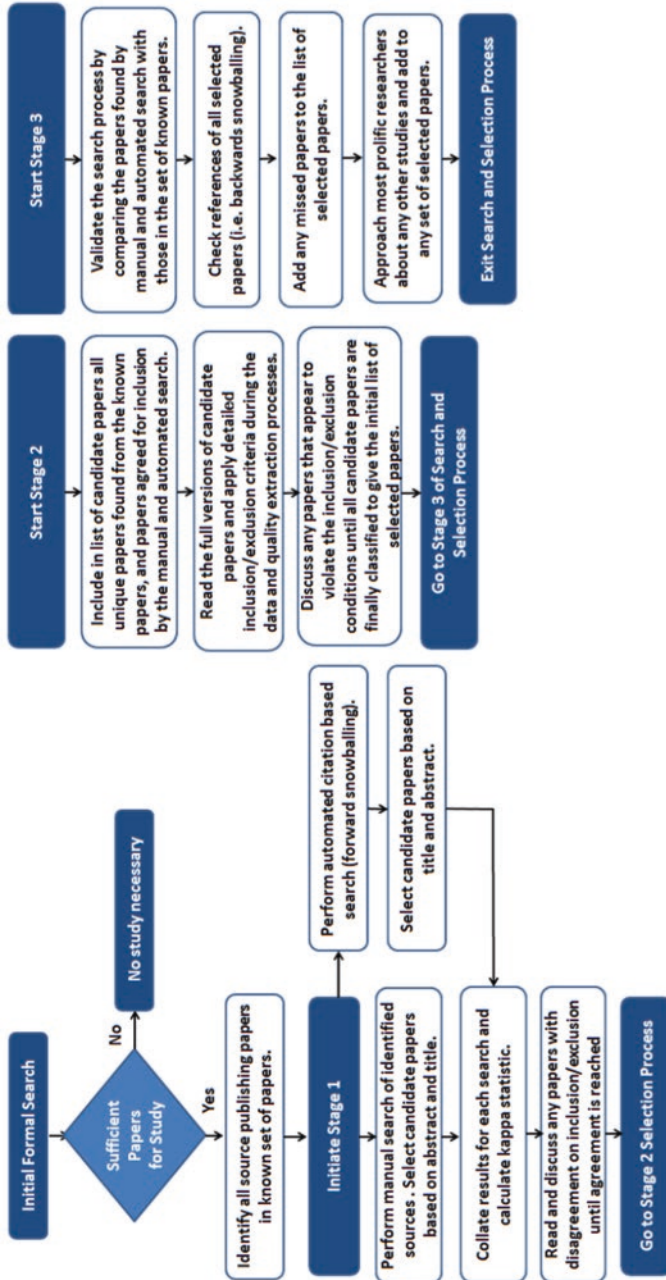 Initial Formal Search
Sufficient
Papers
for Study
No
No study necessary
Yes
Identify all source publishing papers
in known set of papers.
Initiate Stage 1
Perform manual search of identified
sources . Select candidate papers
based on abstract and title.
Perform automated citation based
search (forward snowballing).
Select candidate papers based on
title and abstract.
Collate results for each search and
calculate kappa statistic.
Read and discuss any papers with
disagreement on inclusion/exclusion
until agreement is reached
Go to Stage 2 Selection Process
Start Stage 2
Include in list of candidate papers all
unique papers found from the known
papers, and papers agreed for inclusion
by the manual and automated search.
Read the full versions of candidate
papers and apply detailed
inclusion/exclusion criteria during the
data and quality extraction processes.
Discuss any papers that appear to
violate the inclusion/exclusion
conditions until all candidate papers are
finally classified to give the initial list of
selected papers.
Go to Stage 3 of Search and
Selection Process
Start Stage 3
Validate the search process by
comparing the papers found by
manual and automated search with
those in the set of known papers.
Check references of all selected
papers (i.e. backwards snowballing).
Add any missed papers to the list of
selected papers.
Approach most prolific researchers
about any other studies and add to
any set of selected papers.
Exit Search and Selection Process